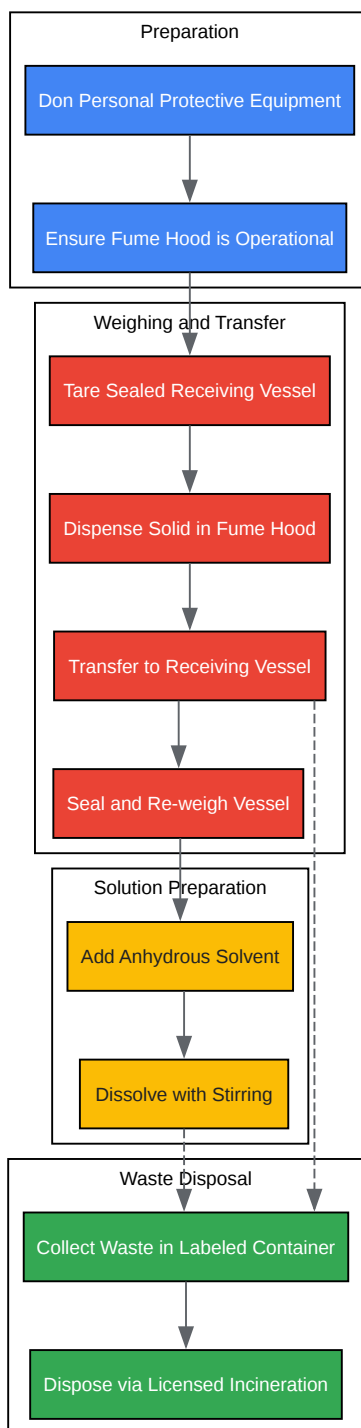 Preparation
Don Personal Protective Equipment
Ensure Fume Hood is Operational
Weighing and Transfer
Tare Sealed Receiving Vessel
Dispense Solid in Fume Hood
Transfer to Receiving Vessel
Seal and Re-weigh Vessel
Solution Preparation
Add Anhydrous Solvent
Dissolve with Stirring
Waste Disposal
Collect Waste in Labeled Container
Dispose via Licensed Incineration